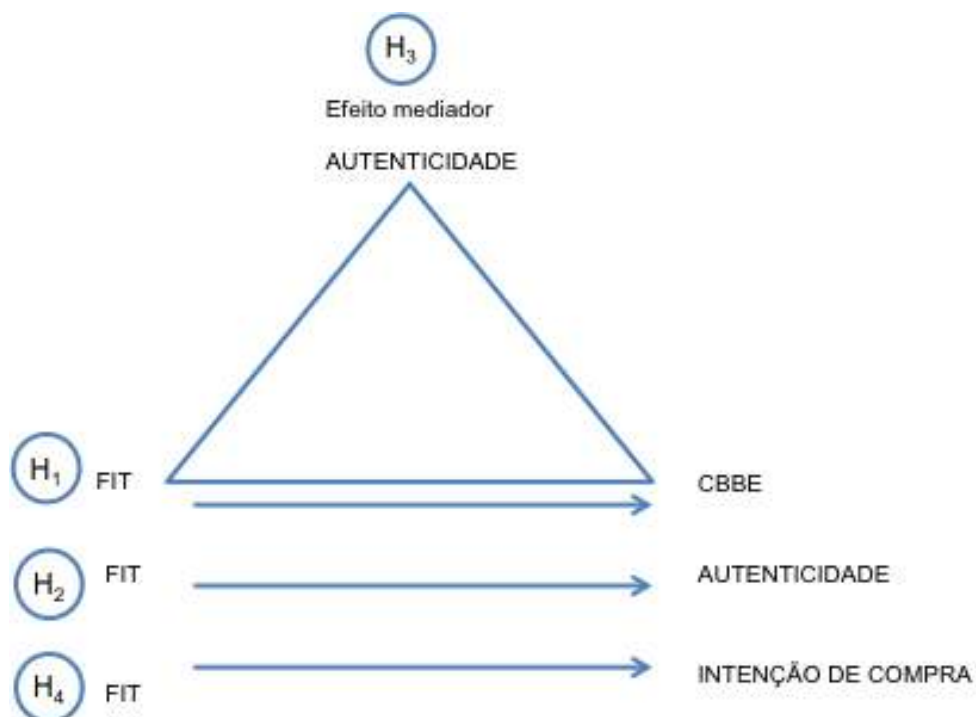 H₃
Efeito mediador
AUTENTICIDADE
H₁ FIT CBBE
H₂ FIT AUTENTICIDADE
H₄ FIT INTENÇÃO DE COMPRA